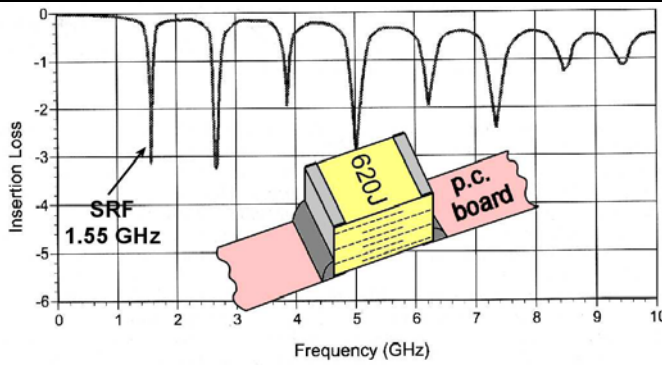 0
-1
-2
-3
-4
-5
-6
Insertion Loss
SRF
1.55 GHz
620J
p.c.
board
0 1 2 3 4 5 6 7 8 9 10
Frequency (GHz)